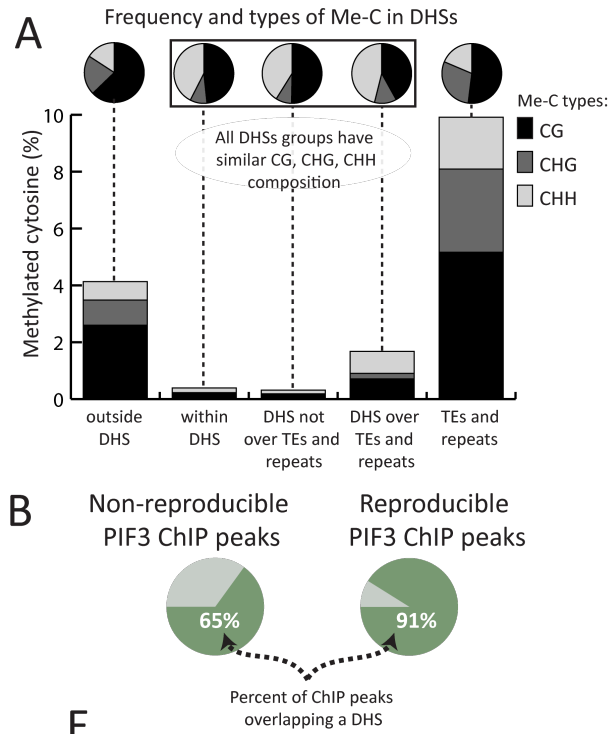 A
Frequency and types of Me-C in DHSs
Me-C types:
CG
CHG
CHH
All DHSs groups have
similar CG, CHG, CHH
composition
Methylated cytosine (%)
10
8
6
4
2
0
outside
DHS
within
DHS
DHS not
over TEs and
repeats
DHS over
TEs and
repeats
TEs and
repeats
B
Non-reproducible
PIF3 ChIP peaks
Reproducible
PIF3 ChIP peaks
65%
91%
Percent of ChIP peaks
overlapping a DHS